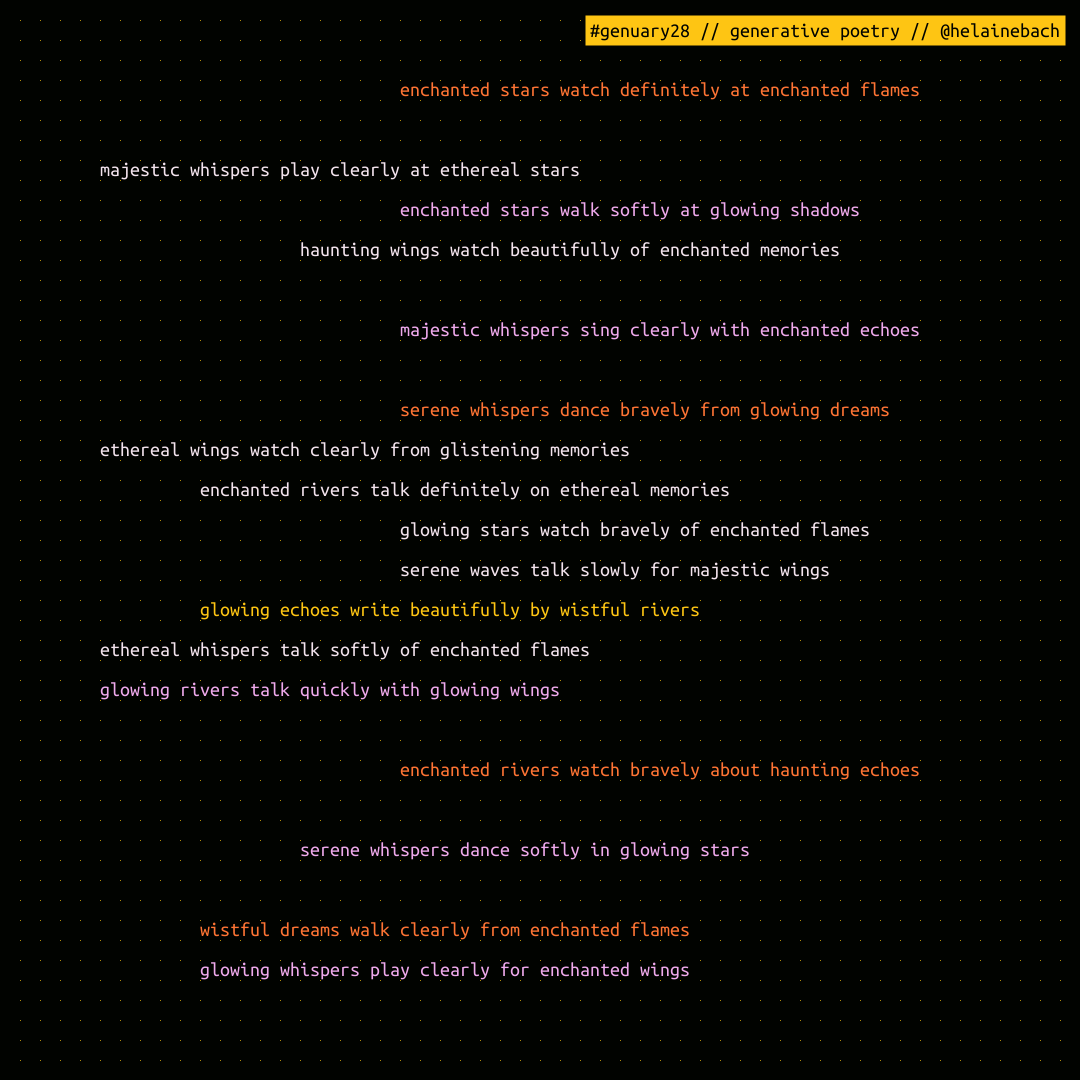 #genuary28 // generative poetry // @helainebach
enchanted stars watch definitely at enchanted flames
majestic whispers play clearly at ethereal stars
enchanted stars walk softly at glowing shadows
haunting wings watch beautifully of enchanted memories
majestic whispers sing clearly with enchanted echoes
serene whispers dance bravely from glowing dreams
ethereal wings watch clearly from glistening memories
enchanted rivers talk definitely on ethereal memories
glowing stars watch bravely of enchanted flames
serene waves talk slowly for majestic wings
glowing echoes write beautifully by wistful rivers
ethereal whispers talk softly of enchanted flames
glowing rivers talk quickly with glowing wings
enchanted rivers watch bravely about haunting echoes
serene whispers dance softly in glowing stars
wistful dreams walk clearly from enchanted flames
glowing whispers play clearly for enchanted wings